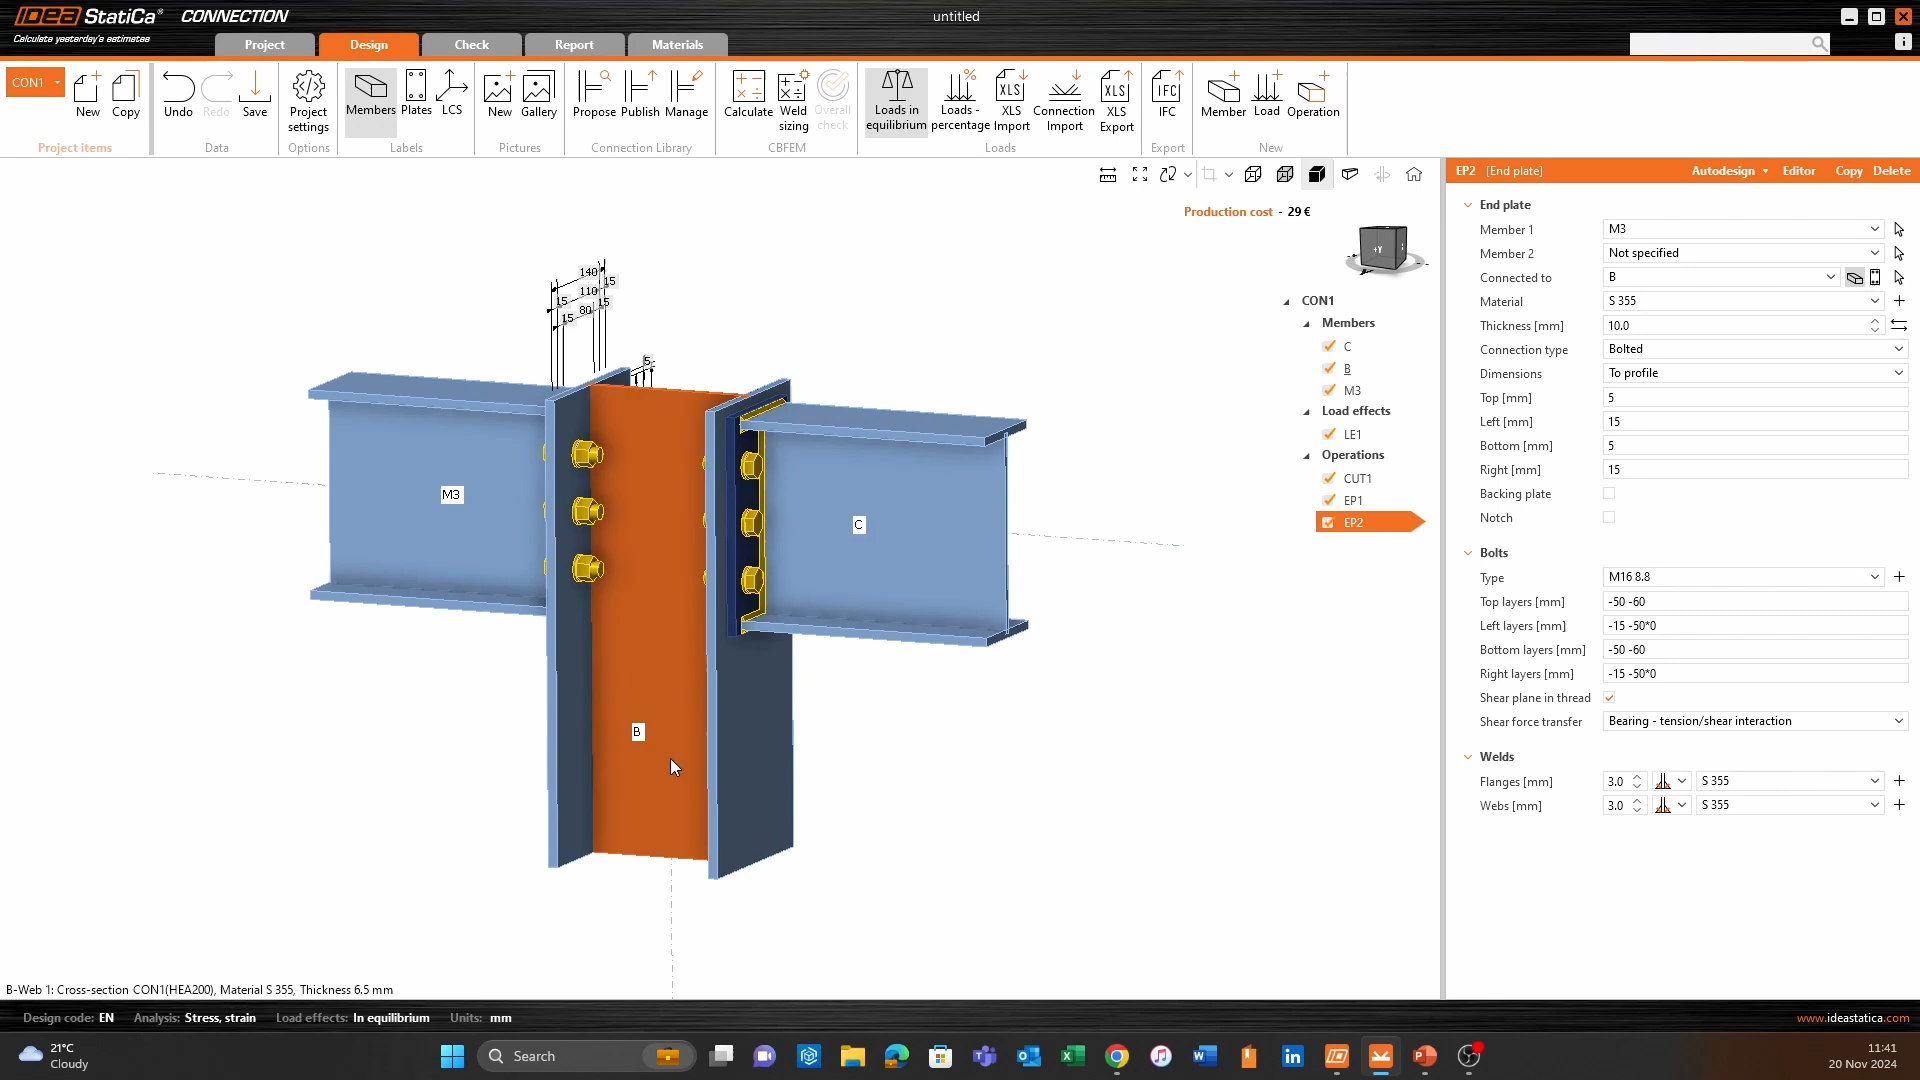 IDEA StatiCa® CONNECTION
Calculate yesterday's estimates
untitled
Project Design Check Report Materials
CON1
New Copy Undo Redo Save Project settings Members Plates LCS New Gallery Propose Publish Manage Calculate Weld sizing Overall check Loads in equilibrium Loads - percentage XLS Import Connection Import XLS Export IFC Member Load Operation
Project items Data Options Labels Pictures Connection Library CBFEM Loads Export New
Production cost - 29 €
+Y
140
15
110
15
15
80
15
5
M3
C
B
CON1
Members
C
B
M3
Load effects
LE1
Operations
CUT1
EP1
EP2
EP2 [End plate] Autodesign Editor Copy Delete
End plate
Member 1 M3
Member 2 Not specified
Connected to B
Material S 355
Thickness [mm] 10.0
Connection type Bolted
Dimensions To profile
Top [mm] 5
Left [mm] 15
Bottom [mm] 5
Right [mm] 15
Backing plate
Notch
Bolts
Type M16 8.8
Top layers [mm] -50 -60
Left layers [mm] -15 -50*0
Bottom layers [mm] -50 -60
Right layers [mm] -15 -50*0
Shear plane in thread
Shear force transfer Bearing - tension/shear interaction
Welds
Flanges [mm] 3.0 S 355
Webs [mm] 3.0 S 355
B-Web 1: Cross-section CON1(HEA200), Material S 355, Thickness 6.5 mm
Design code: EN Analysis: Stress, strain Load effects: In equilibrium Units: mm
www.ideastatica.com
21°C
Cloudy
Search
11:41
20 Nov 2024